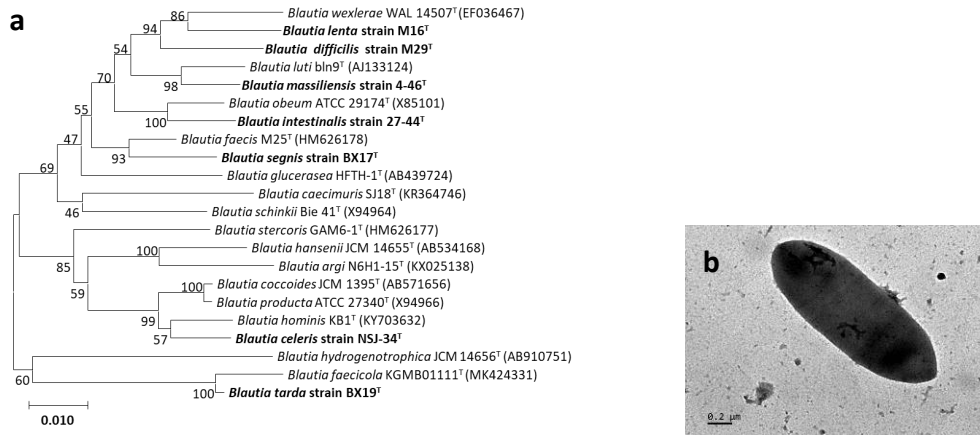 a
86
Blautia wexlerae WAL 14507ᵀ (EF036467)
94
Blautia lenta strain M16ᵀ
54
Blautia difficilis strain M29ᵀ
Blautia luti bln9ᵀ (AJ133124)
70
98
Blautia massiliensis strain 4-46ᵀ
Blautia obeum ATCC 29174ᵀ (X85101)
55
100
Blautia intestinalis strain 27-44ᵀ
47
Blautia faecis M25ᵀ (HM626178)
93
Blautia segnis strain BX17ᵀ
69
Blautia glucerasea HFTH-1ᵀ (AB439724)
Blautia caecimuris SJ18ᵀ (KR364746)
46
Blautia schinkii Bie 41ᵀ (X94964)
Blautia stercoris GAM6-1ᵀ (HM626177)
100
Blautia hansenii JCM 14655ᵀ (AB534168)
85
Blautia argi N6H1-15ᵀ (KX025138)
59
100
Blautia coccoides JCM 1395ᵀ (AB571656)
Blautia producta ATCC 27340ᵀ (X94966)
99
Blautia hominis KB1ᵀ (KY703632)
57
Blautia celeris strain NSJ-34ᵀ
Blautia hydrogenotrophica JCM 14656ᵀ (AB910751)
60
Blautia faecicola KGMB01111ᵀ (MK424331)
100
Blautia tarda strain BX19ᵀ
0.010
b
0.2 μm